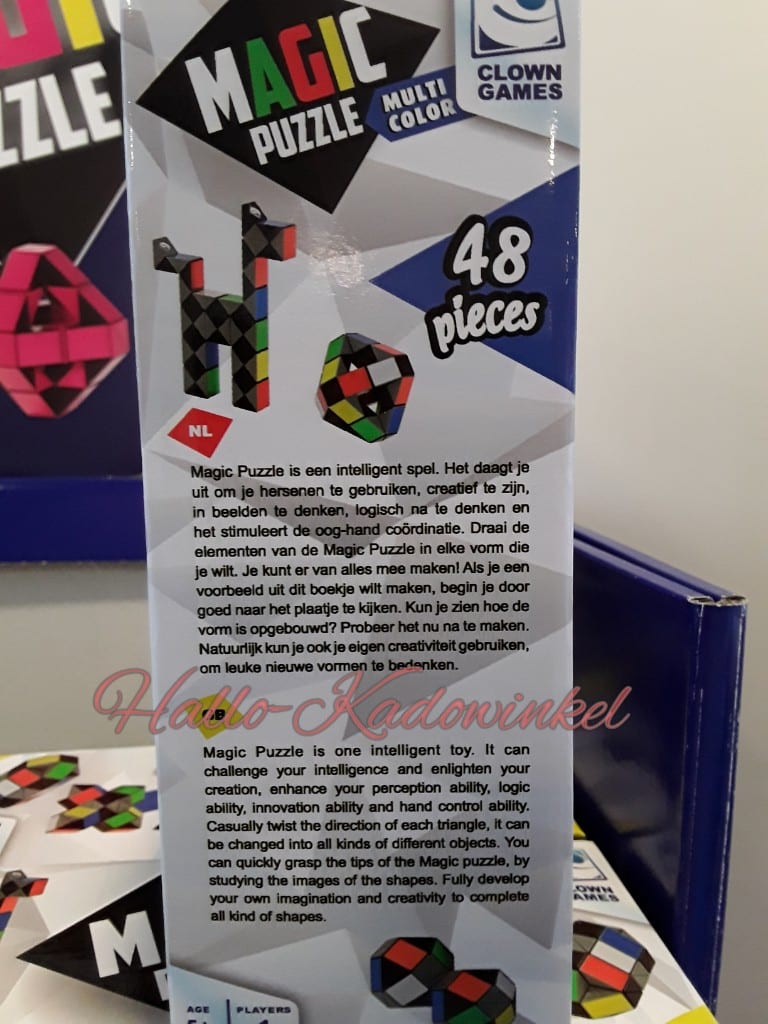 MAGIC
PUZZLE
MULTI
COLOR
CLOWN
GAMES
ZZLE
48
pieces
NL
Magic Puzzle is een intelligent spel. Het daagt je
uit om je hersenen te gebruiken, creatief te zijn,
in beelden te denken, logisch na te denken en
het stimuleert de oog-hand coördinatie. Draai de
elementen van de Magic Puzzle in elke vorm die
je wilt. Je kunt er van alles mee maken! Als je een
voorbeeld uit dit boekje wilt maken, begin je door
goed naar het plaatje te kijken. Kun je zien hoe de
vorm is opgebouwd? Probeer het nu na te maken.
Natuurlijk kun je ook je eigen creativiteit gebruiken,
om leuke nieuwe vormen te bedenken.
Hallo-Kadowinkel
GB
Magic Puzzle is one intelligent toy. It can
challenge your intelligence and enlighten your
creation, enhance your perception ability, logic
ability, innovation ability and hand control ability.
Casually twist the direction of each triangle, it can
be changed into all kinds of different objects. You
can quickly grasp the tips of the Magic puzzle, by
studying the images of the shapes. Fully develop
your own imagination and creativity to complete
all kind of shapes.
AGE
PLAYERS